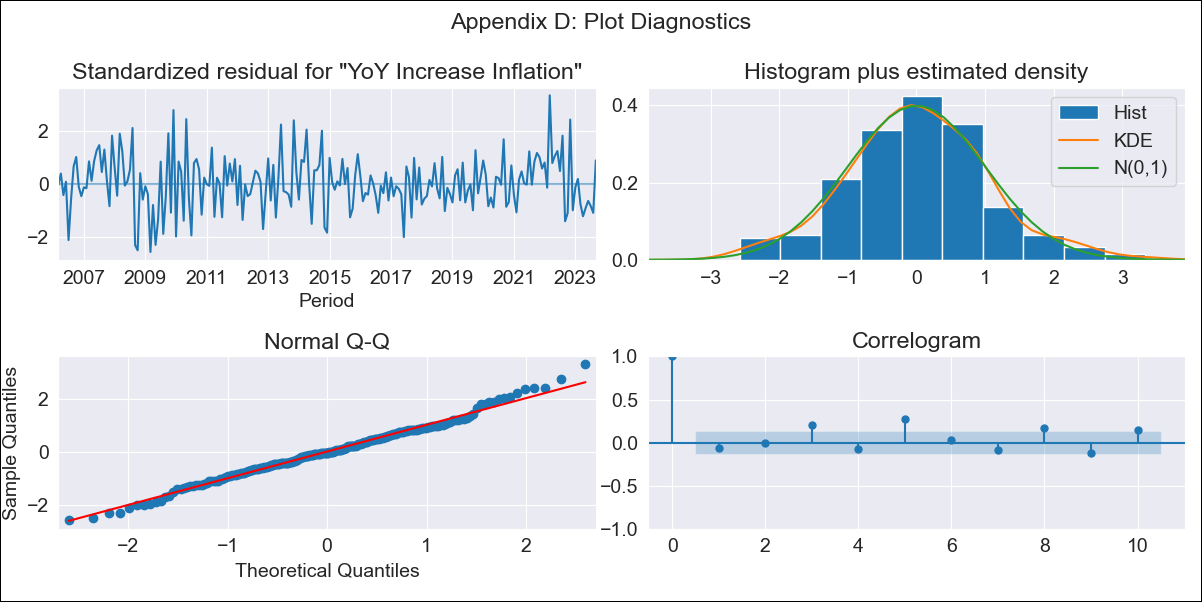 Appendix D: Plot Diagnostics
Standardized residual for "YoY Increase Inflation"
2
0
−2
2007 2009 2011 2013 2015 2017 2019 2021 2023
Period
Histogram plus estimated density
0.4
0.2
0.0
Hist
KDE
N(0,1)
−3 −2 −1 0 1 2 3
Normal Q-Q
Sample Quantiles
2
0
−2
−2 −1 0 1 2
Theoretical Quantiles
Correlogram
1.0
0.5
0.0
−0.5
−1.0
0 2 4 6 8 10